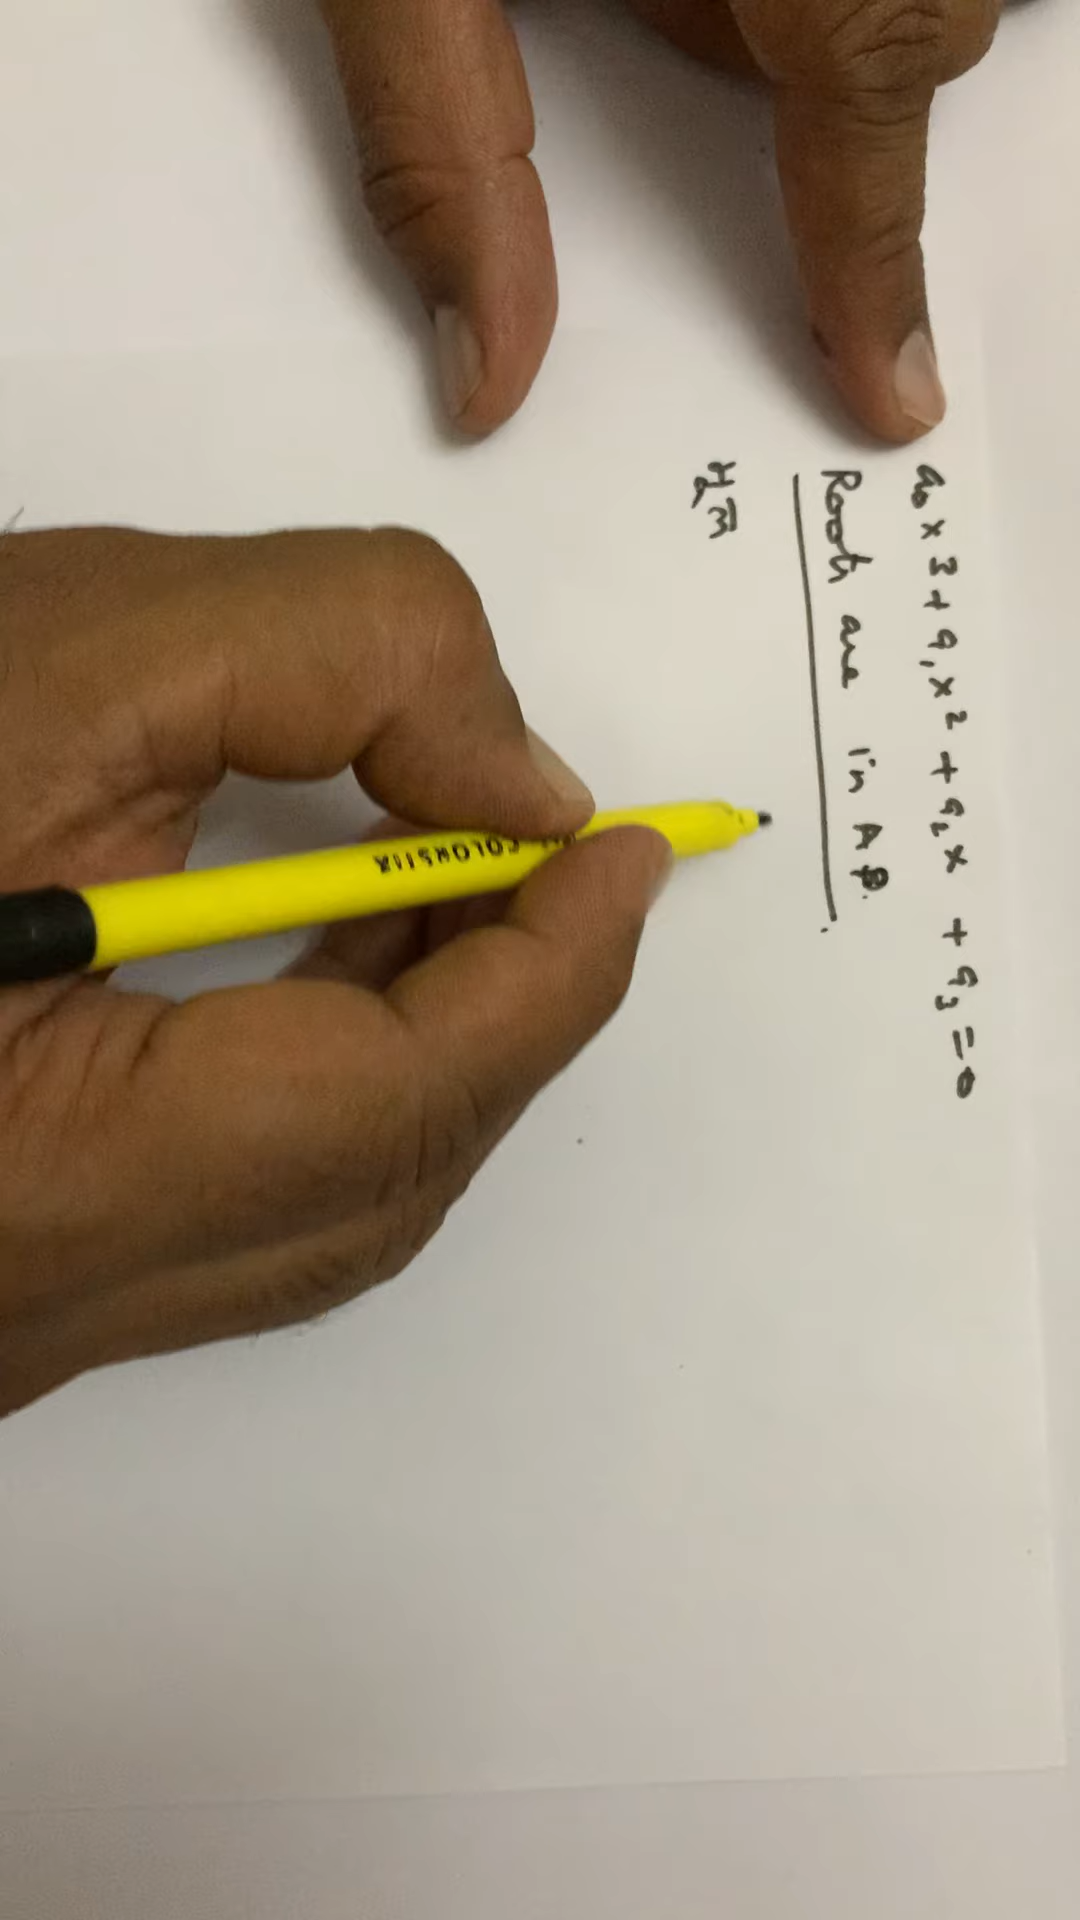 a₀x3 + a₁x² + a₂x + a₃ = 0
Roots are in A.P.
COLORSTIX